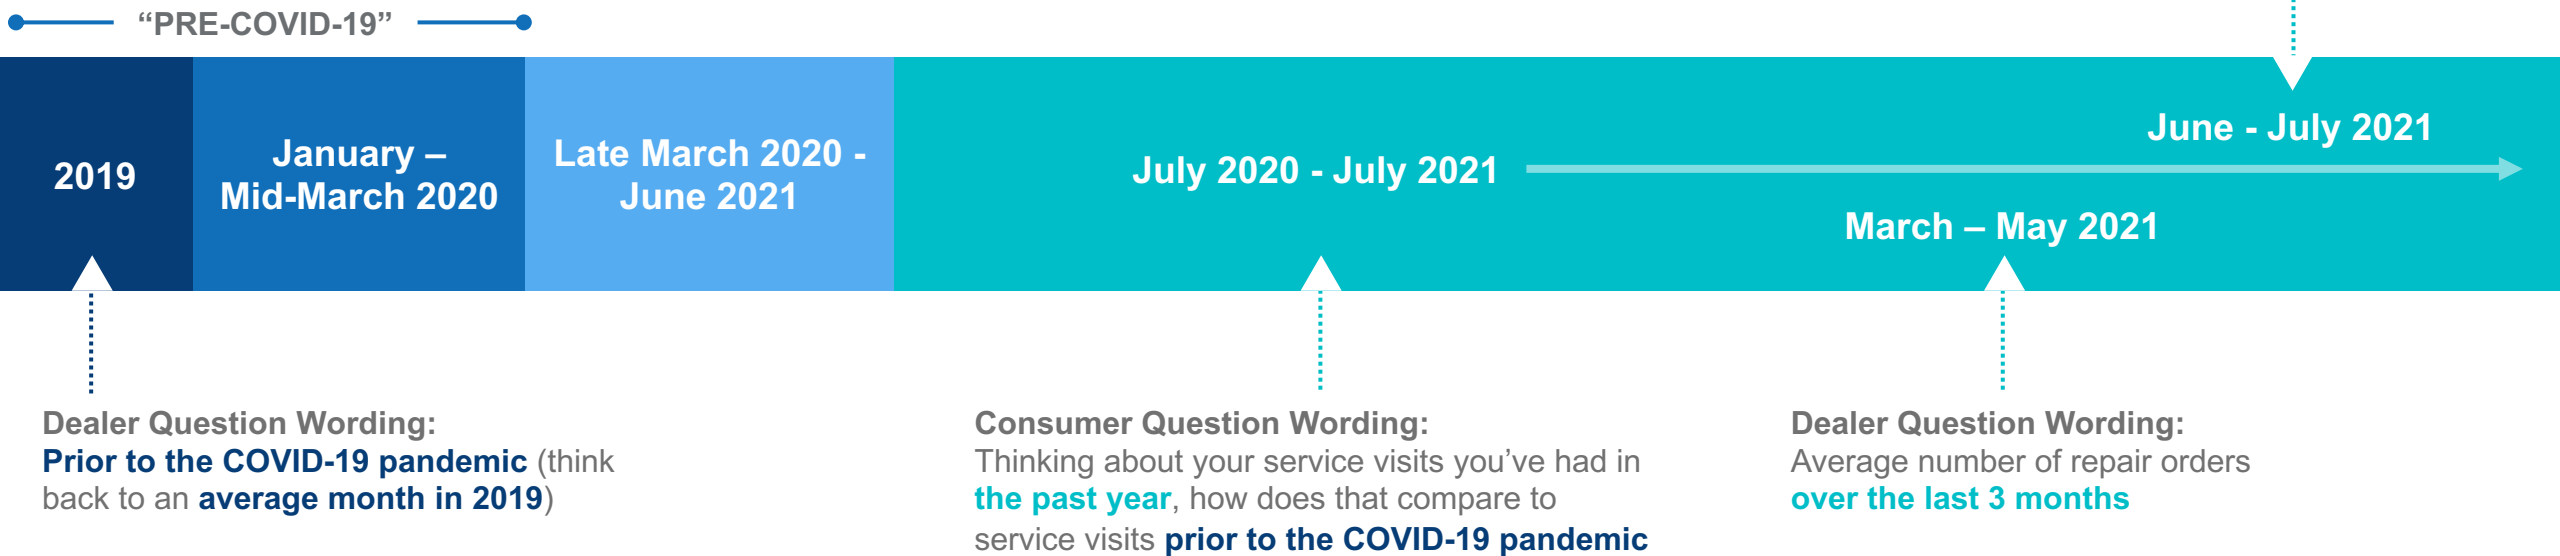 “PRE-COVID-19”
2019
January –
Mid-March 2020
Late March 2020 -
June 2021
July 2020 - July 2021
June - July 2021
March – May 2021
Dealer Question Wording:
Prior to the COVID-19 pandemic (think
back to an average month in 2019)
Consumer Question Wording:
Thinking about your service visits you’ve had in
the past year, how does that compare to
service visits prior to the COVID-19 pandemic
Dealer Question Wording:
Average number of repair orders
over the last 3 months